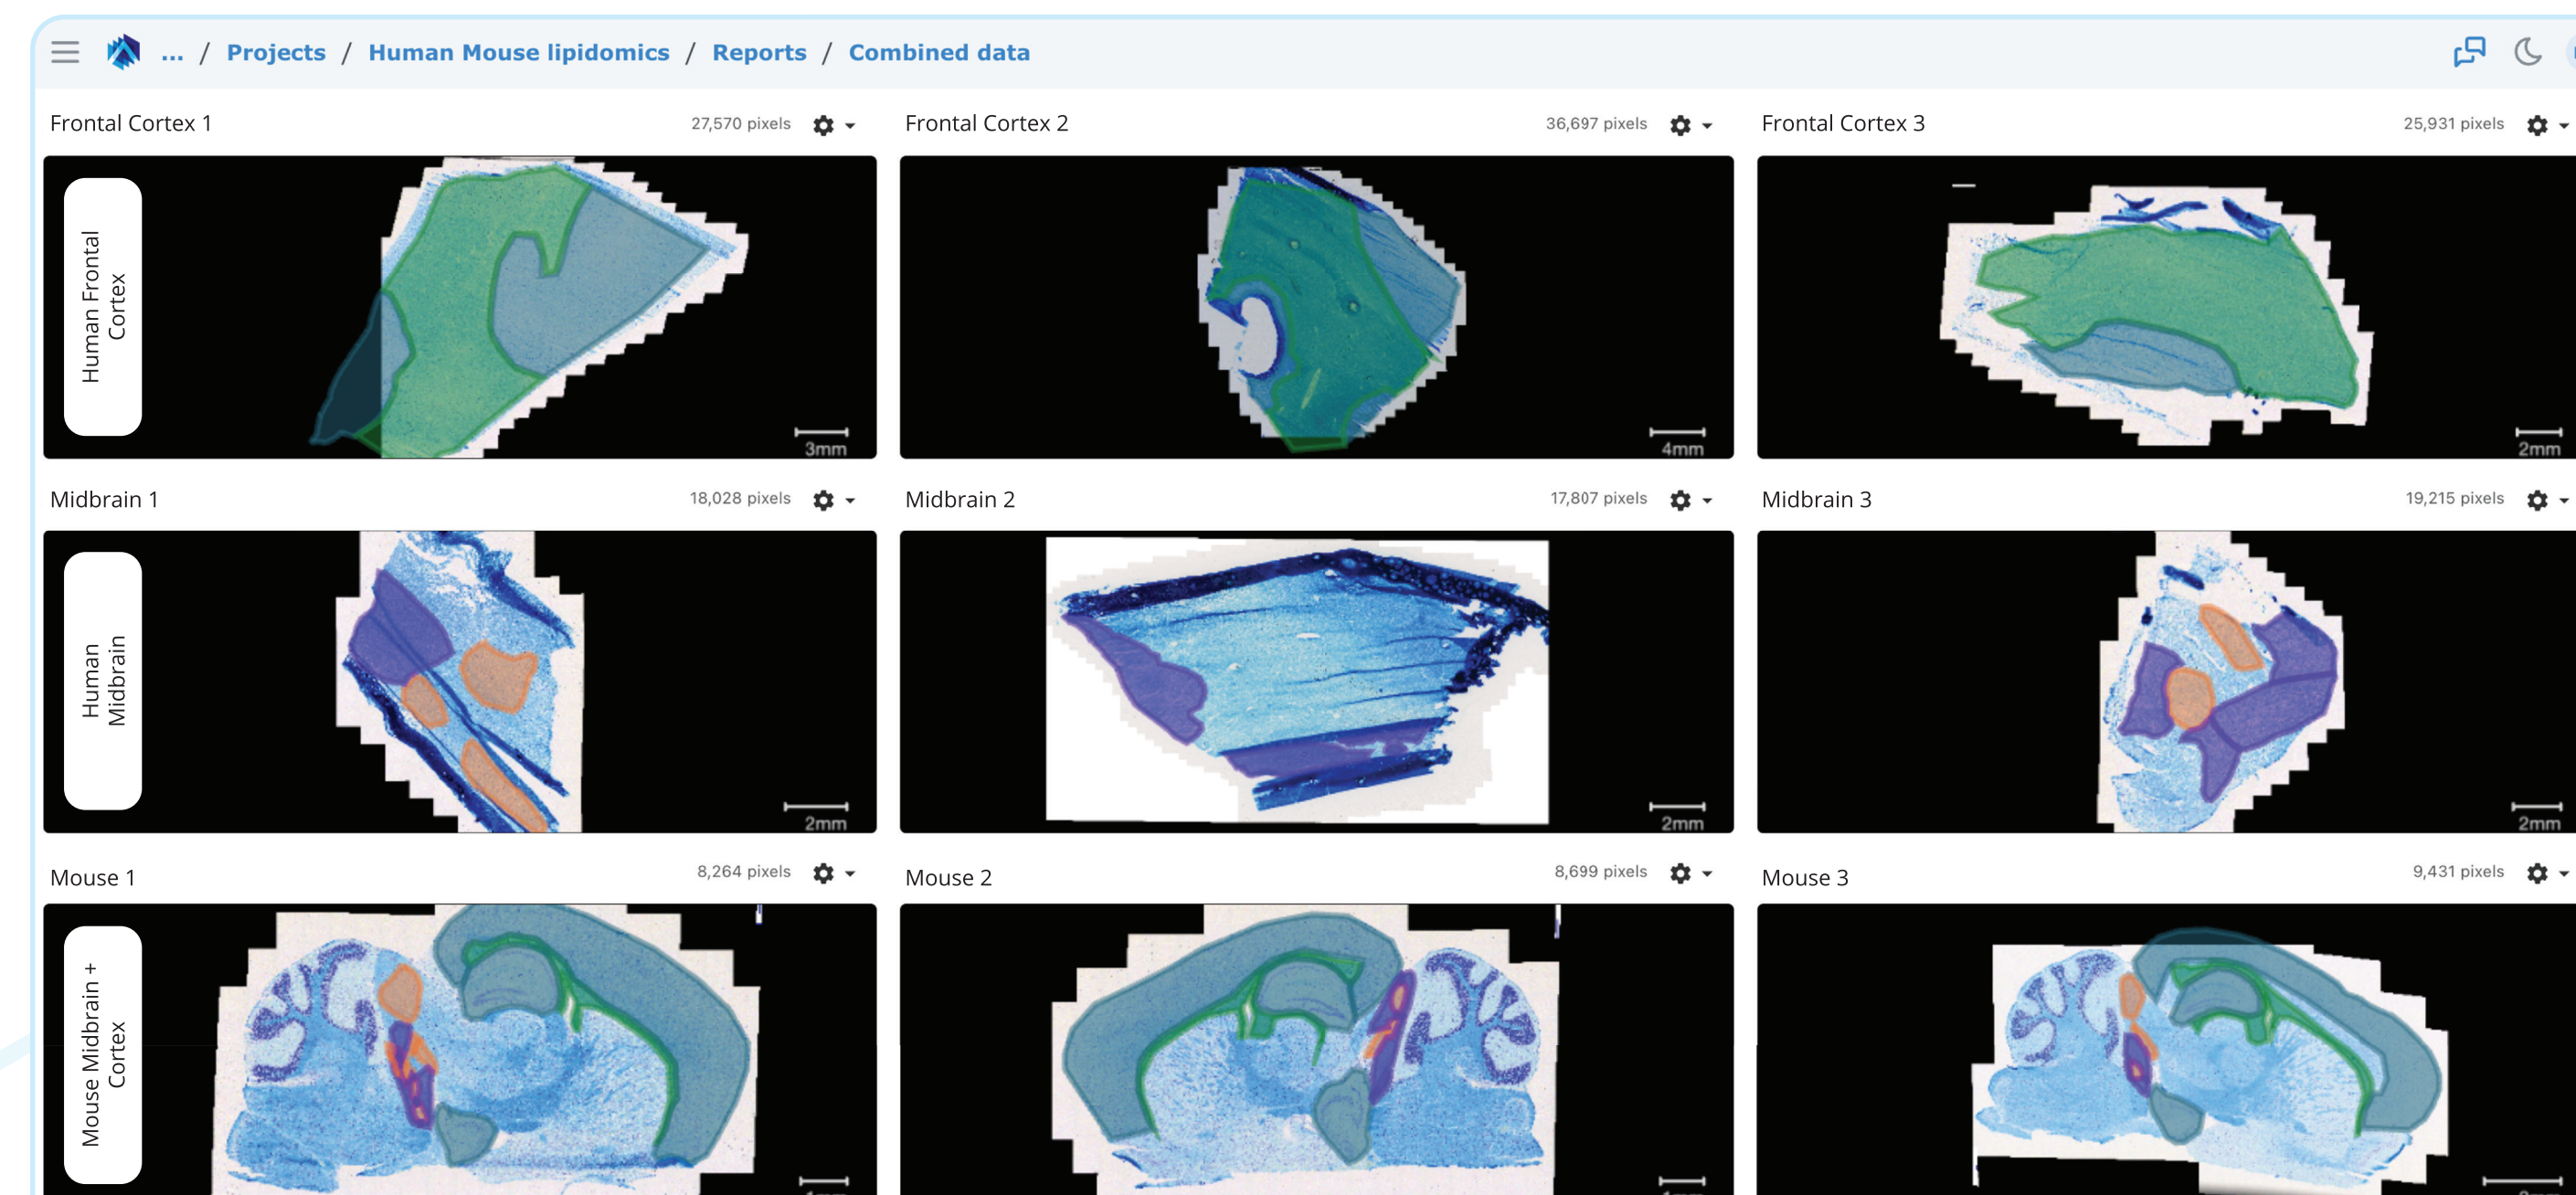 ... / Projects / Human Mouse lipidomics / Reports / Combined data
Frontal Cortex 1
27,570 pixels
Frontal Cortex 2
36,697 pixels
Frontal Cortex 3
25,931 pixels
Human Frontal
Cortex
3mm
4mm
2mm
Midbrain 1
18,028 pixels
Midbrain 2
17,807 pixels
Midbrain 3
19,215 pixels
Human
Midbrain
2mm
2mm
2mm
Mouse 1
8,264 pixels
Mouse 2
8,699 pixels
Mouse 3
9,431 pixels
Mouse Midbrain +
Cortex